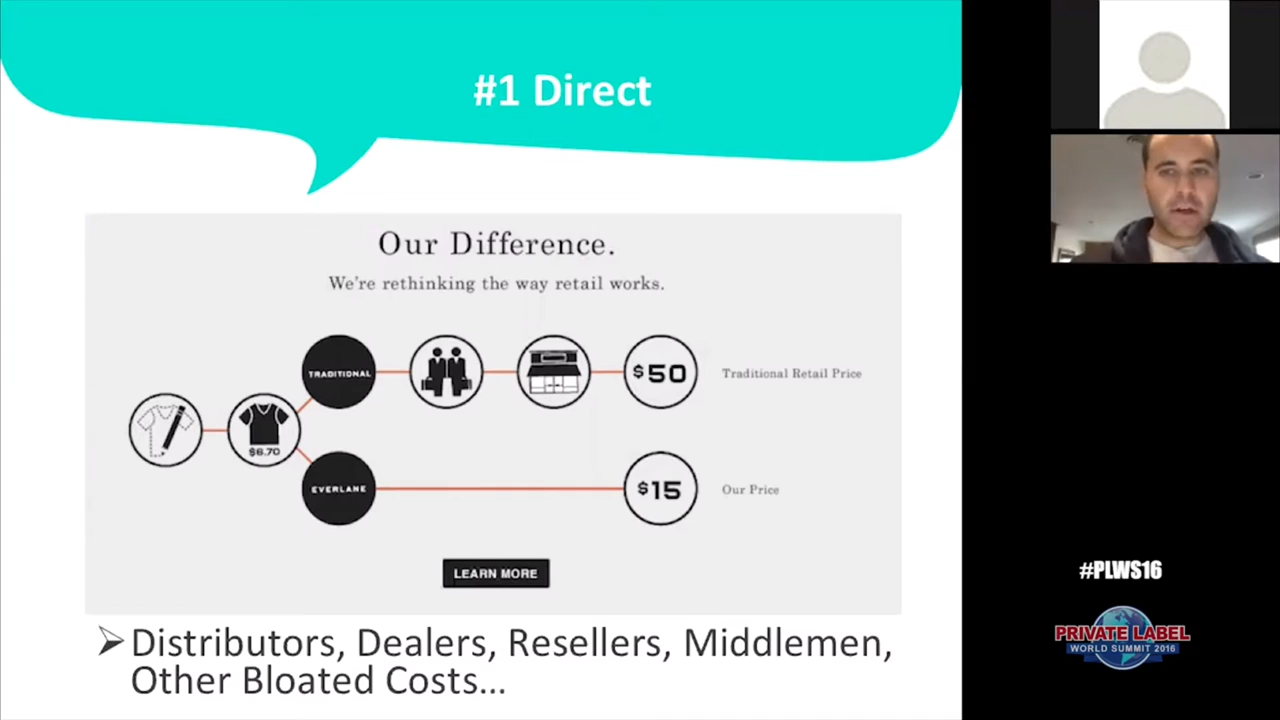 #1 Direct
Our Difference.
We're rethinking the way retail works.
TRADITIONAL
$50
Traditional Retail Price
$6.70
EVERLANE
$15
Our Price
LEARN MORE
➢Distributors, Dealers, Resellers, Middlemen,
Other Bloated Costs...
#PLWS16
PRIVATE LABEL
WORLD SUMMIT 2016